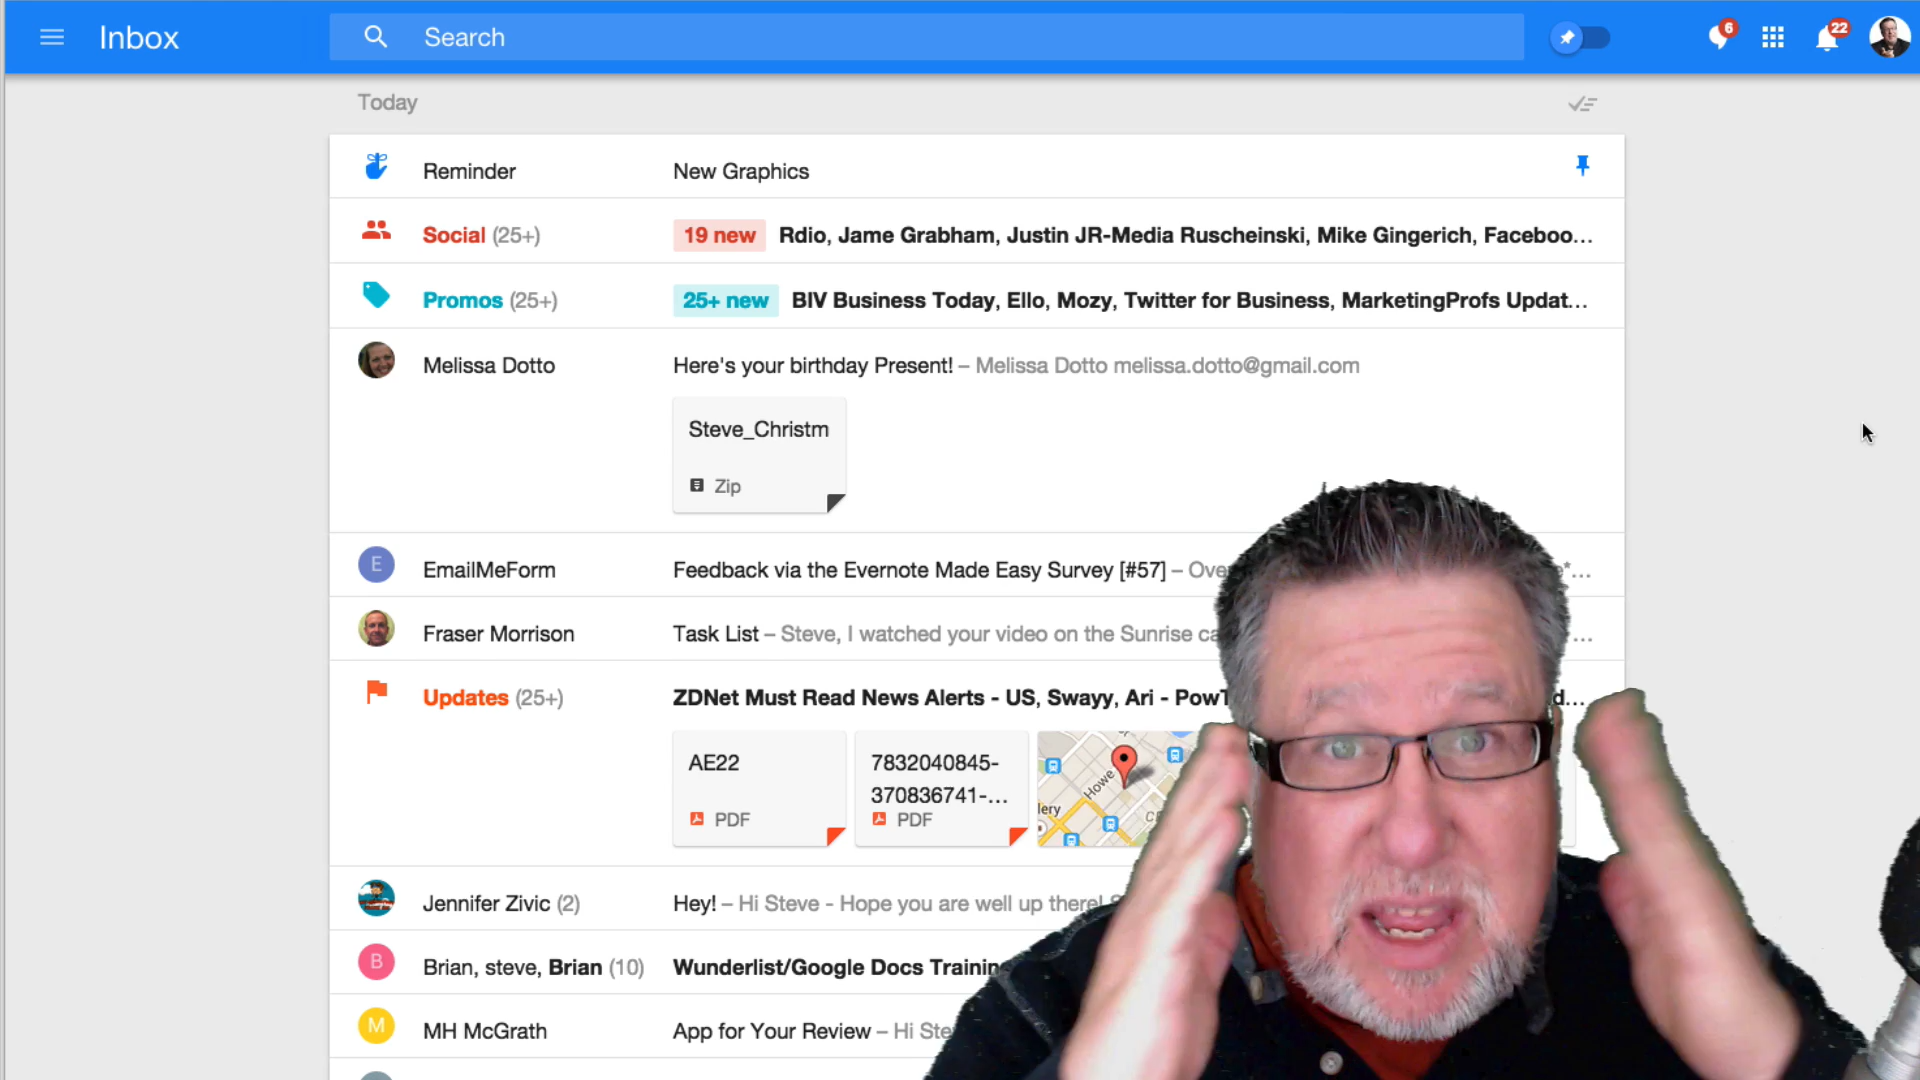 Inbox
Search
6
22
Today
Reminder New Graphics
Social (25+) 19 new Rdio, Jame Grabham, Justin JR-Media Ruscheinski, Mike Gingerich, Faceboo...
Promos (25+) 25+ new BIV Business Today, Ello, Mozy, Twitter for Business, MarketingProfs Updat...
Melissa Dotto Here's your birthday Present! – Melissa Dotto melissa.dotto@gmail.com
Steve_Christm
Zip
E EmailMeForm Feedback via the Evernote Made Easy Survey [#57] – Ove
Fraser Morrison Task List – Steve, I watched your video on the Sunrise ca ...
Updates (25+) ZDNet Must Read News Alerts - US, Swayy, Ari - PowT d...
AE22
PDF
7832040845-
370836741-...
PDF
Howe
lery
Jennifer Zivic (2) Hey! – Hi Steve - Hope you are well up there!
B Brian, steve, Brian (10) Wunderlist/Google Docs Trainin
M MH McGrath App for Your Review – Hi Ste